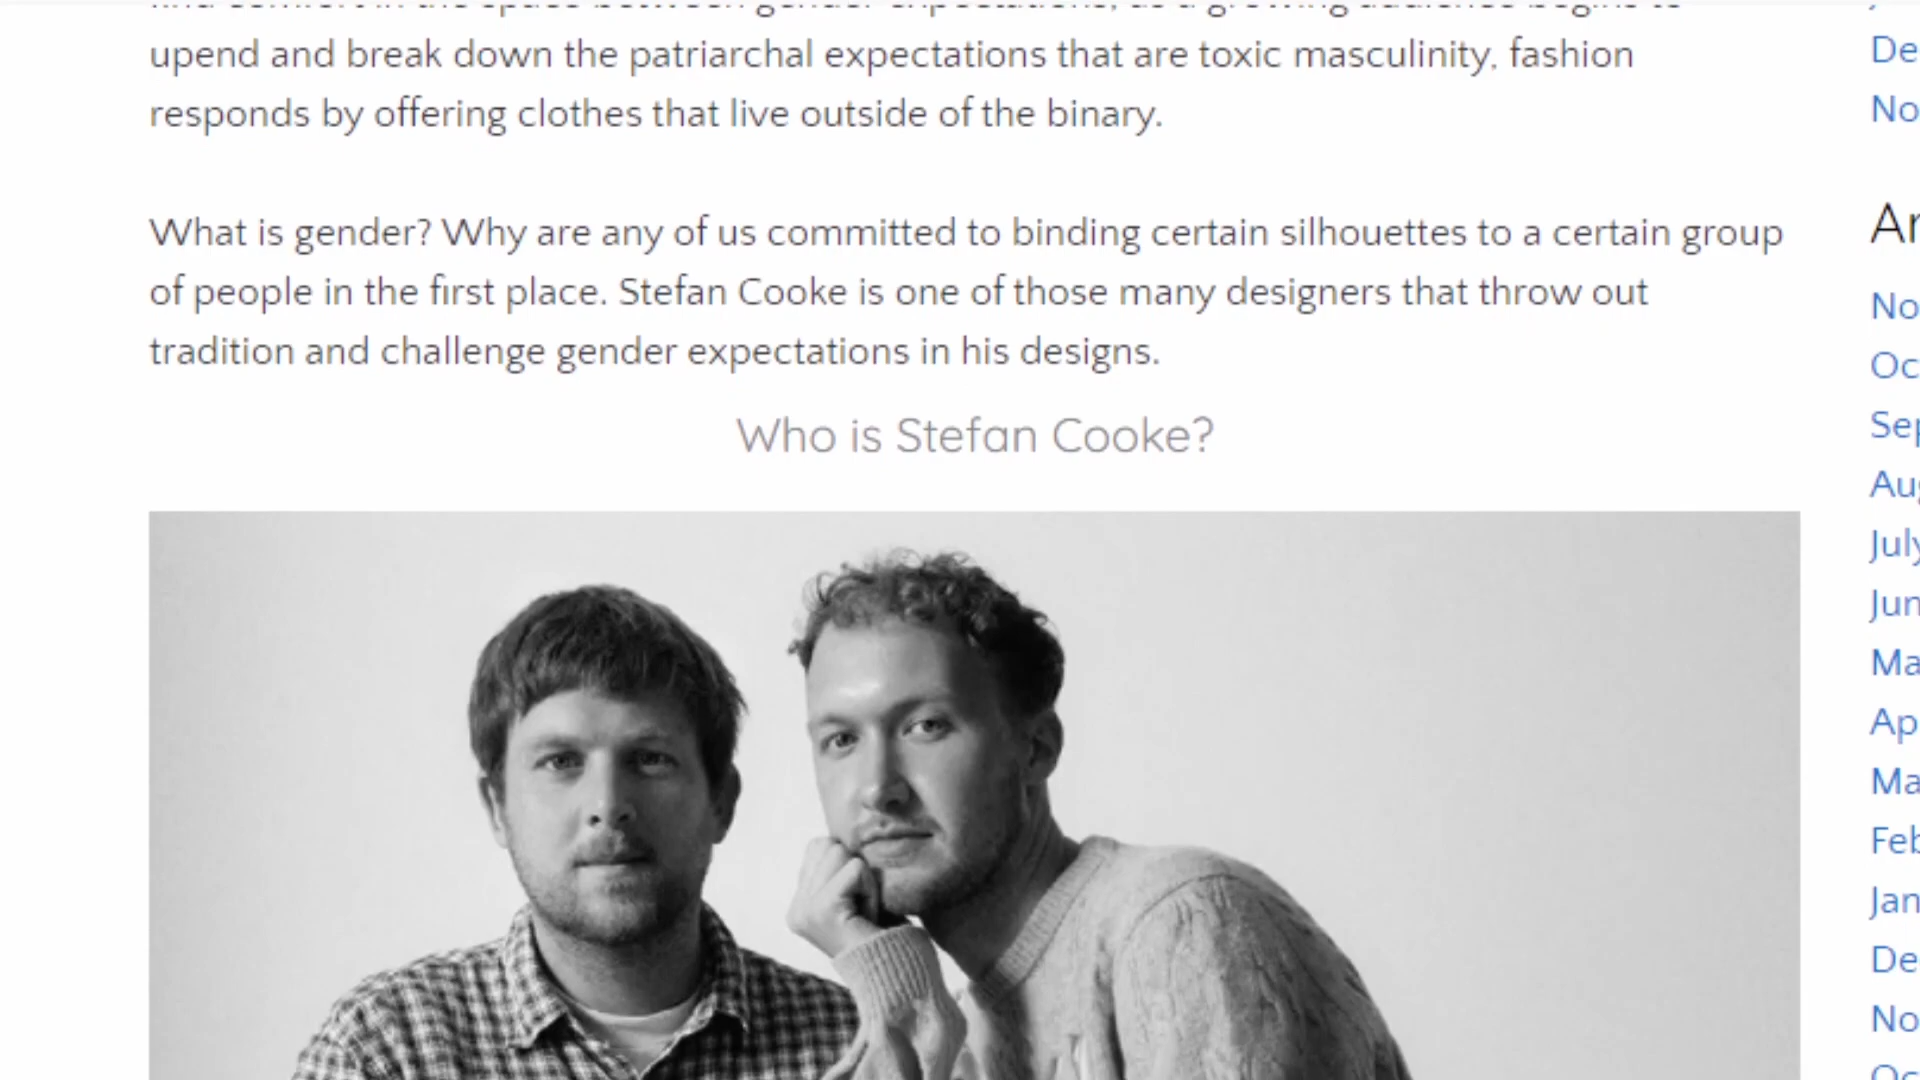 upend and break down the patriarchal expectations that are toxic masculinity, fashion
responds by offering clothes that live outside of the binary.
What is gender? Why are any of us committed to binding certain silhouettes to a certain group
of people in the first place. Stefan Cooke is one of those many designers that throw out
tradition and challenge gender expectations in his designs.
Who is Stefan Cooke?
De
No
Ar
No
Oc
Sep
Aug
July
Jun
Ma
Ap
Ma
Feb
Jan
De
No
Oc